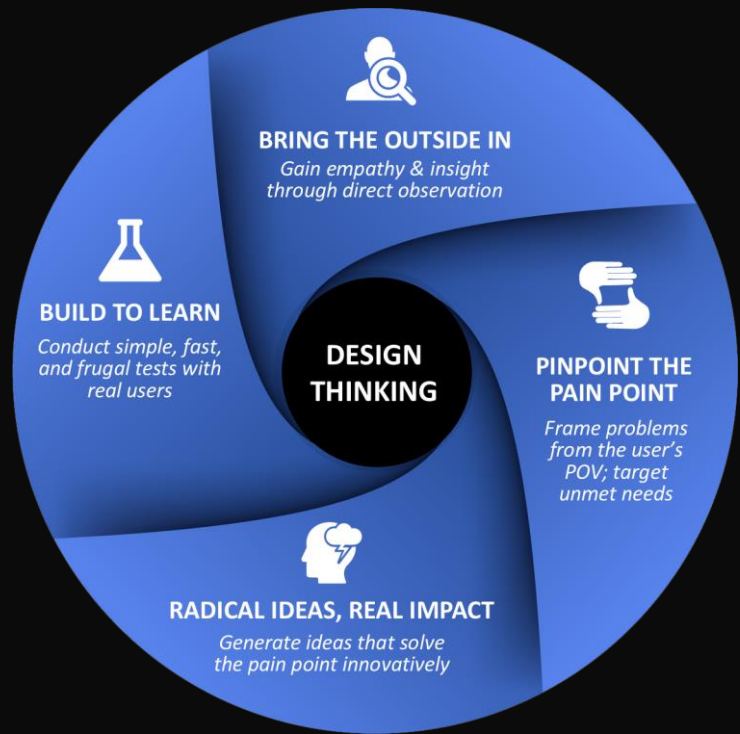 BRING THE OUTSIDE IN
Gain empathy & insight
through direct observation
PINPOINT THE
PAIN POINT
Frame problems
from the user’s
POV; target
unmet needs
RADICAL IDEAS, REAL IMPACT
Generate ideas that solve
the pain point innovatively
BUILD TO LEARN
Conduct simple, fast,
and frugal tests with
real users
DESIGN
THINKING